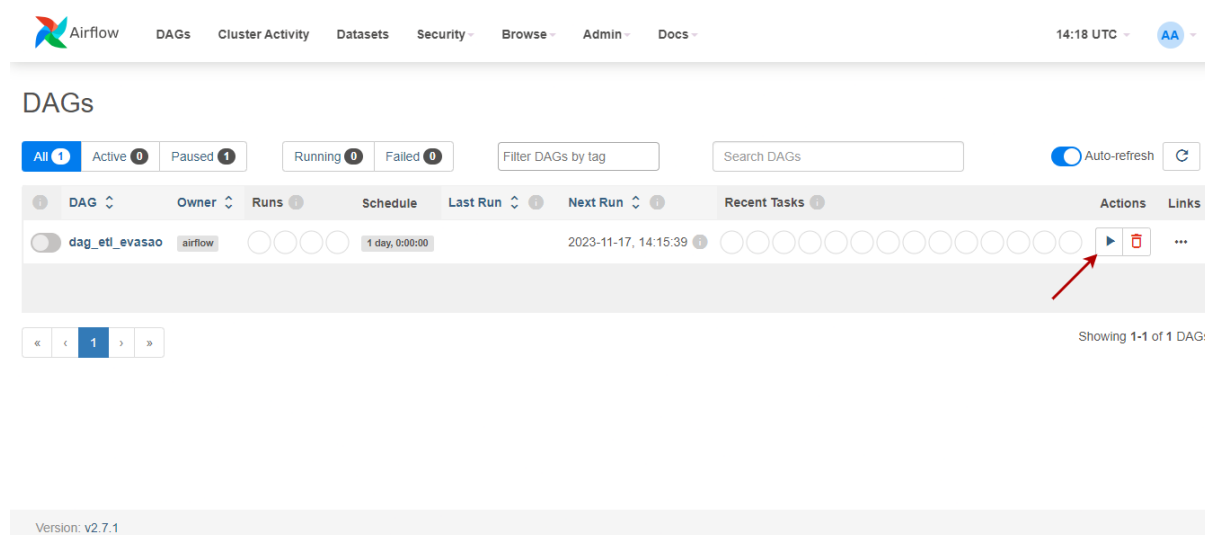 Airflow DAGs Cluster Activity Datasets Security Browse Admin Docs 14:18 UTC AA
DAGs
All 1 Active 0 Paused 1 Running 0 Failed 0 Filter DAGs by tag Search DAGs Auto-refresh
i DAG Owner Runs i Schedule Last Run i Next Run i Recent Tasks i Actions Links
dag_etl_evasao airflow 1 day, 0:00:00 2023-11-17, 14:15:39 i ...
« ‹ 1 › » Showing 1-1 of 1 DAGs
Version: v2.7.1